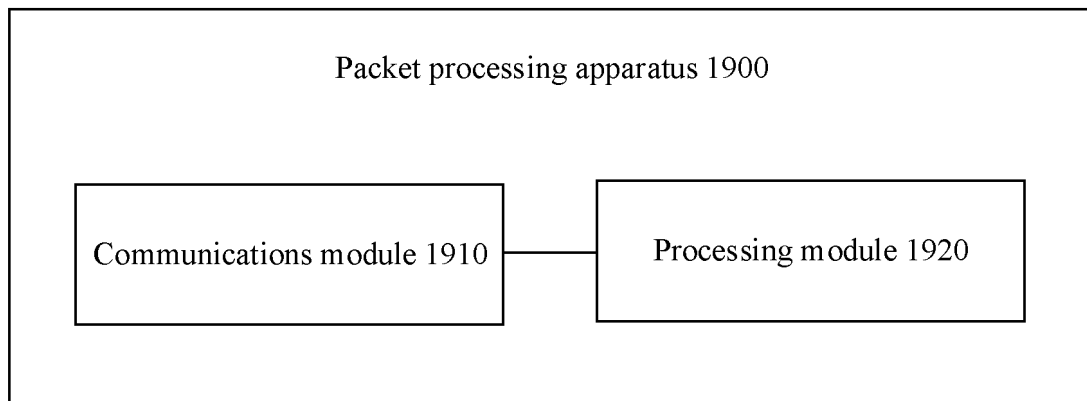 Packet processing apparatus 1900
Communications module 1910
Processing module 1920